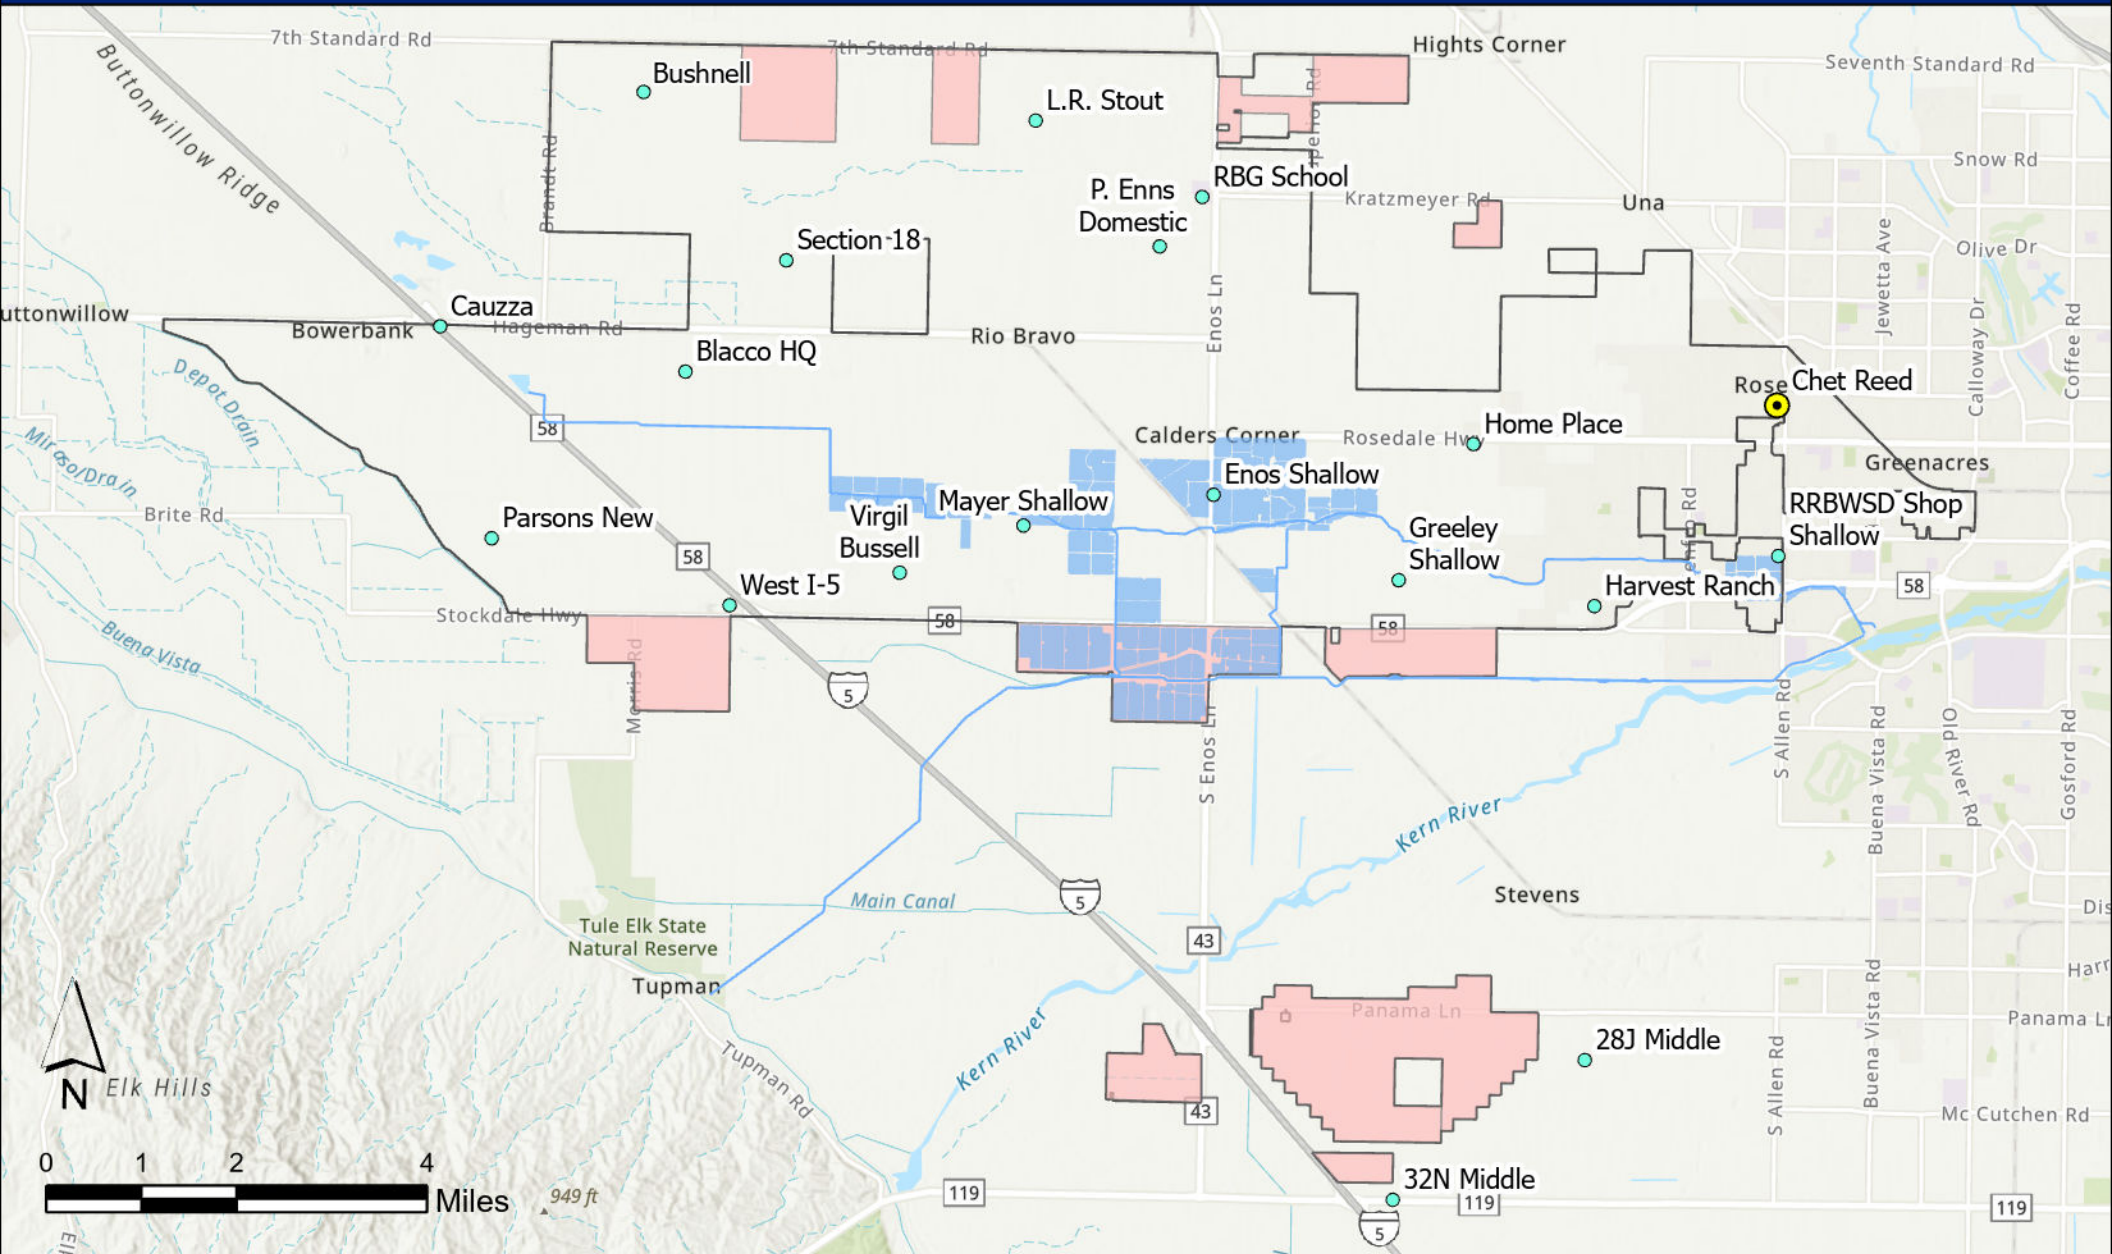 7th Standard Rd
7th Standard Rd
Hights Corner
Seventh Standard Rd
Buttonwillow Ridge
Bushnell
L.R. Stout
Snow Rd
Brandt Rd
RBG School
Kratzmeyer Rd
Una
P. Enns
Domestic
Section 18
Olive Dr
Jewetta Ave
Calloway Dr
Coffee Rd
Enos Ln
Cauzza
uttonwillow
Bowerbank
Hageman Rd
Rio Bravo
Blacco HQ
Depot Drain
Rose
Chet Reed
58
Home Place
Calders Corner
Rosedale Hwy
Greenacres
Enos Shallow
Mayer Shallow
RRBWSD Shop
Shallow
Brite Rd
Parsons New
Virgil
Bussell
Greeley
Shallow
58
West I-5
Harvest Ranch
58
Stockdale Hwy
58
58
Buena Vista
Morris Rd
5
S Enos Ln
S Allen Rd
Buena Vista Rd
Old River Rd
Gosford Rd
Kern River
Stevens
5
Main Canal
Tule Elk State
Natural Reserve
43
Tupman
Panama Ln
Panama Ln
Kern River
28J Middle
Tupman Rd
N
Elk Hills
43
S Allen Rd
Buena Vista Rd
Mc Cutchen Rd
0 1 2 4
Miles
949 ft
32N Middle
119
119
119
5